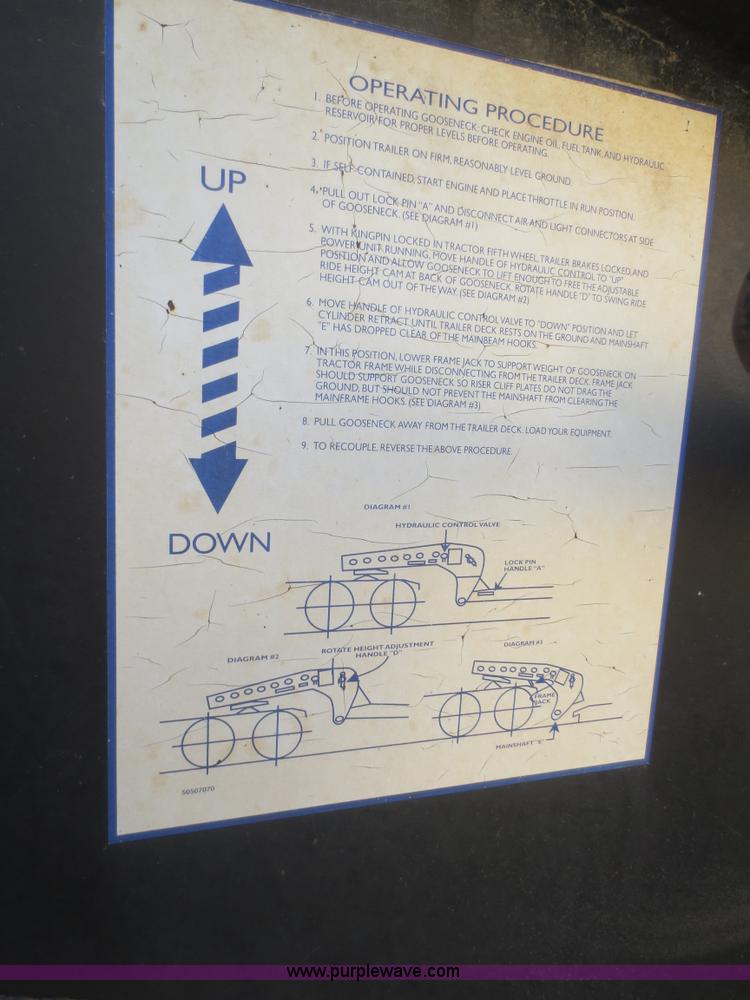 OPERATING PROCEDURE
1. BEFORE OPERATING GOOSENECK: CHECK ENGINE OIL, FUEL TANK, AND HYDRAULIC
RESERVOIR FOR PROPER LEVELS BEFORE OPERATING.
2. POSITION TRAILER ON FIRM, REASONABLY LEVEL GROUND.
3. IF SELF-CONTAINED, START ENGINE AND PLACE THROTTLE IN RUN POSITION.
4. PULL OUT LOCK PIN "A" AND DISCONNECT AIR AND LIGHT CONNECTORS AT SIDE
OF GOOSENECK. (SEE DIAGRAM #1)
5. WITH KINGPIN LOCKED IN TRACTOR FIFTH WHEEL, TRAILER BRAKES LOCKED, AND
POWER UNIT RUNNING, MOVE HANDLE OF HYDRAULIC CONTROL TO "UP"
POSITION AND ALLOW GOOSENECK TO LIFT ENOUGH TO FREE THE ADJUSTABLE
RIDE HEIGHT CAM AT BACK OF GOOSENECK. ROTATE HANDLE "D" TO SWING RIDE
HEIGHT CAM OUT OF THE WAY. (SEE DIAGRAM #2)
6. MOVE HANDLE OF HYDRAULIC CONTROL VALVE TO "DOWN" POSITION AND LET
CYLINDER RETRACT UNTIL TRAILER DECK RESTS ON THE GROUND AND MAINSHAFT
"E" HAS DROPPED CLEAR OF THE MAINBEAM HOOKS.
7. IN THIS POSITION, LOWER FRAME JACK TO SUPPORT WEIGHT OF GOOSENECK ON
TRACTOR FRAME WHILE DISCONNECTING FROM THE TRAILER DECK. FRAME JACK
SHOULD SUPPORT GOOSENECK SO RISER CLIFF PLATES DO NOT DRAG THE
GROUND, BUT SHOULD NOT PREVENT THE MAINSHAFT FROM CLEARING THE
MAINFRAME HOOKS. (SEE DIAGRAM #3)
8. PULL GOOSENECK AWAY FROM THE TRAILER DECK. LOAD YOUR EQUIPMENT.
9. TO RECOUPLE, REVERSE THE ABOVE PROCEDURE.
UP
DOWN
DIAGRAM #1
HYDRAULIC CONTROL VALVE
LOCK PIN
HANDLE "A"
DIAGRAM #2
ROTATE HEIGHT ADJUSTMENT
HANDLE "D"
DIAGRAM #3
FRAME
JACK
MAINSHAFT "E"
50507070
www.purplewave.com